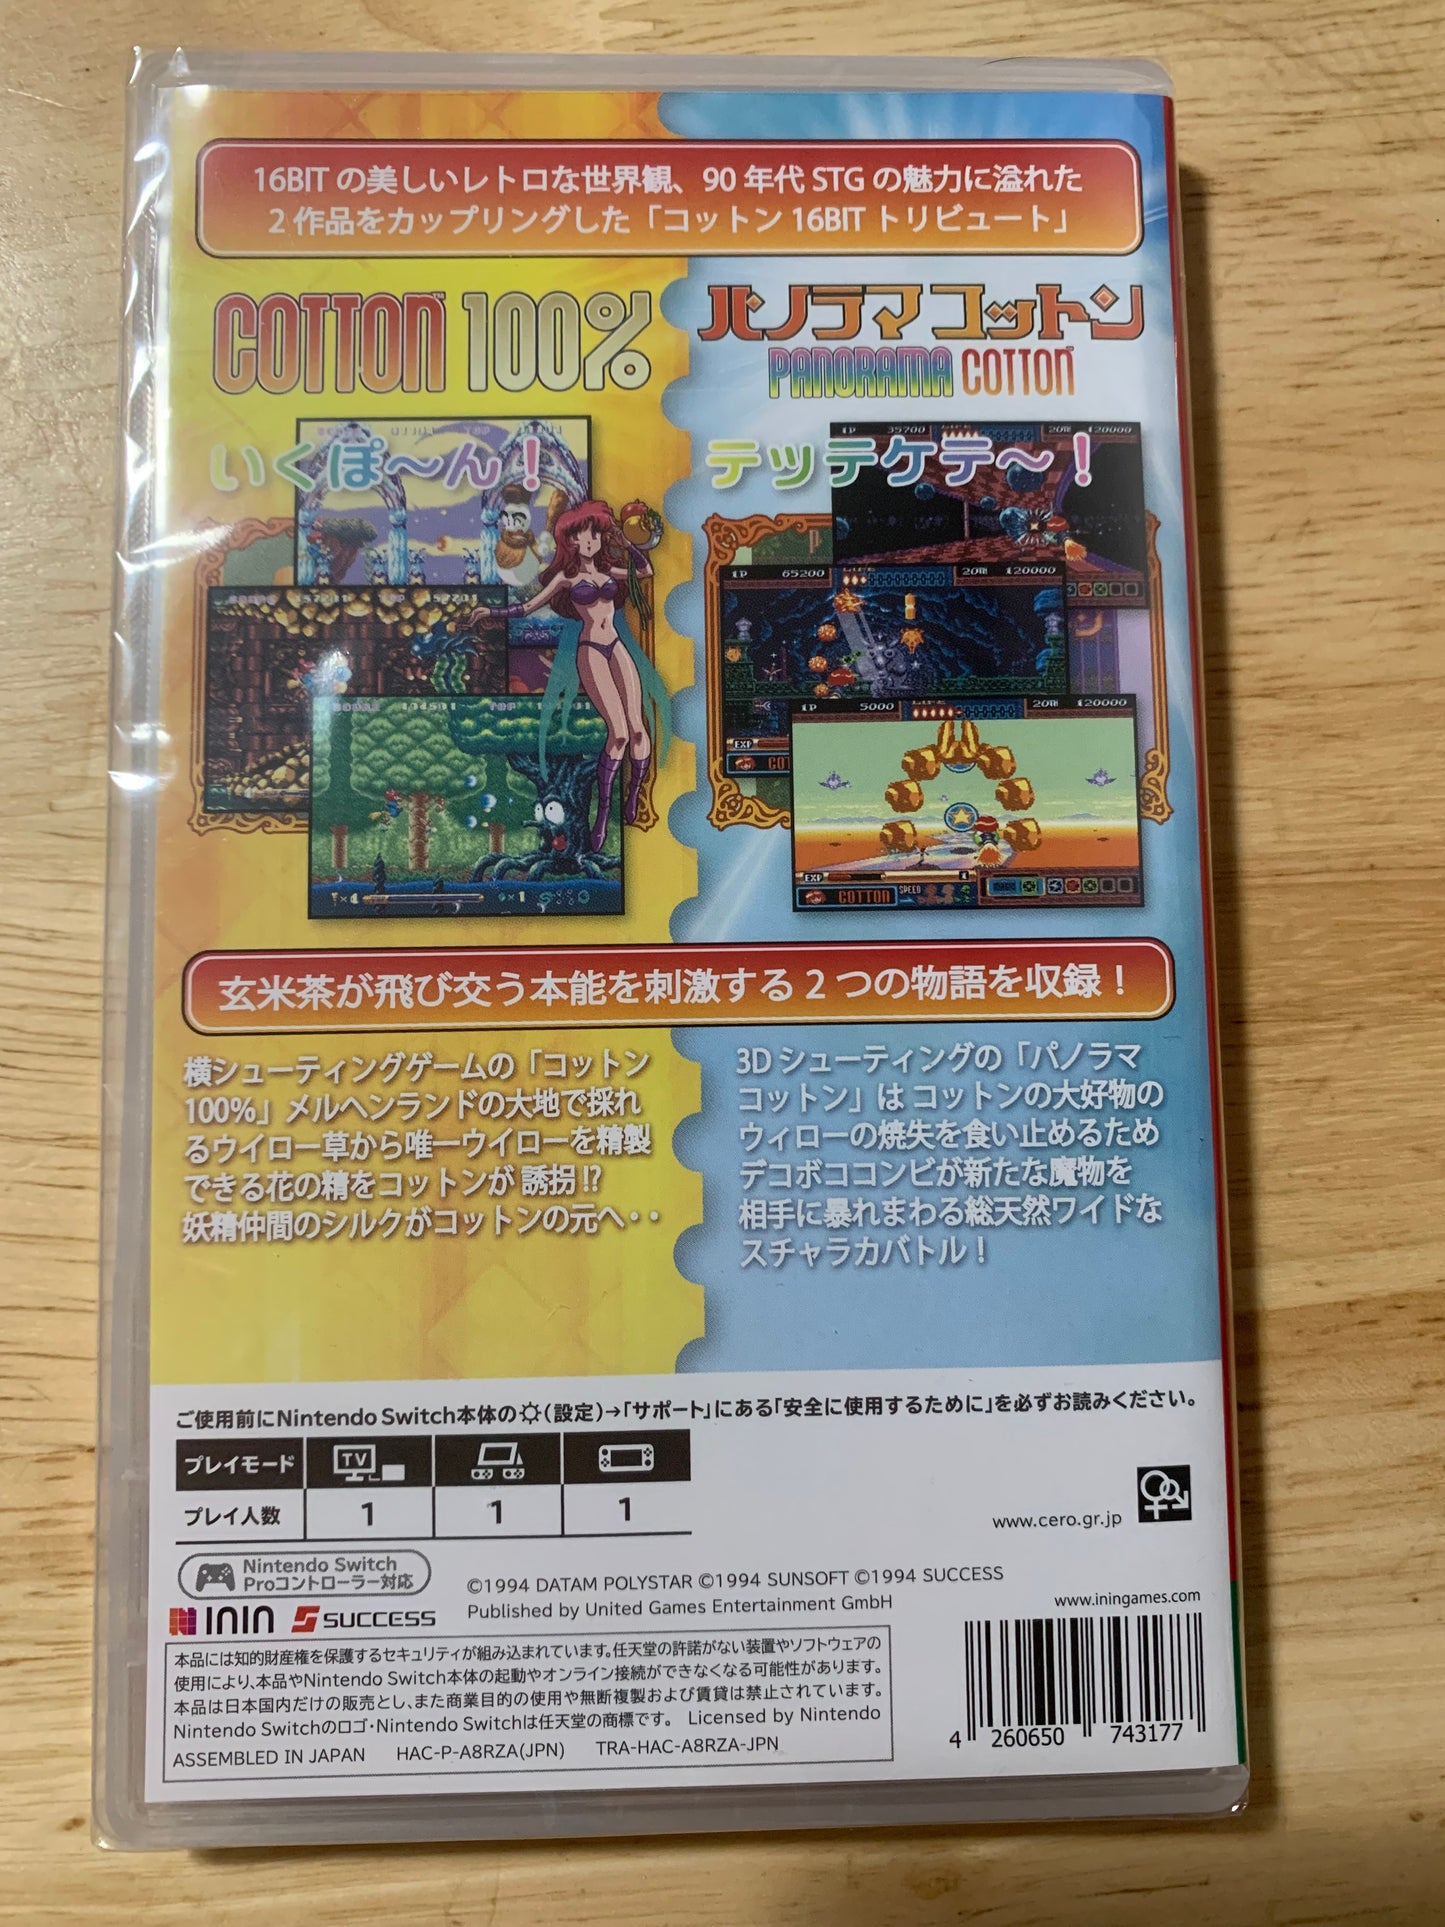 16BIT の美しいレトロな世界観、90 年代 STG の魅力に溢れた
2 作品をカップリングした「コットン 16BIT トリビュート」
COTTON™ 100%
いくぽ〜ん！
パノラマ コットン
PANORAMA COTTON™
テッテケテ〜！
1P 35700 LIFE 20M 120000
1P 65200 LIFE 20M 120000
EXP
1P 5000 LIFE 20M 120000
EXP
COTTON SPEED
玄米茶が飛び交う本能を刺激する 2 つの物語を収録！
横シューティングゲームの「コットン
100%」メルヘンランドの大地で採れ
るウイロー草から唯一ウイローを精製
できる花の精をコットンが 誘拐 !?
妖精仲間のシルクがコットンの元へ・・
3D シューティングの「パノラマ
コットン」は コットンの大好物の
ウィローの焼失を食い止めるため
デコボココンビが新たな魔物を
相手に暴れまわる総天然ワイドな
スチャラカバトル！
ご使用前にNintendo Switch本体の(設定)→「サポート」にある「安全に使用するために」を必ずお読みください。
プレイモード TV
プレイ人数 1 1 1
www.cero.gr.jp
Nintendo Switch
Proコントローラー対応
©1994 DATAM POLYSTAR ©1994 SUNSOFT ©1994 SUCCESS
Published by United Games Entertainment GmbH
www.iningames.com
ININ SUCCESS
本品には知的財産権を保護するセキュリティが組み込まれています。任天堂の許諾がない装置やソフトウェアの
使用により、本品やNintendo Switch本体の起動やオンライン接続ができなくなる可能性があります。
本品は日本国内だけの販売とし、また商業目的の使用や無断複製および賃貸は禁止されています。
Nintendo Switchのロゴ・Nintendo Switchは任天堂の商標です。 Licensed by Nintendo
ASSEMBLED IN JAPAN HAC-P-A8RZA(JPN) TRA-HAC-A8RZA-JPN
4 260650 743177